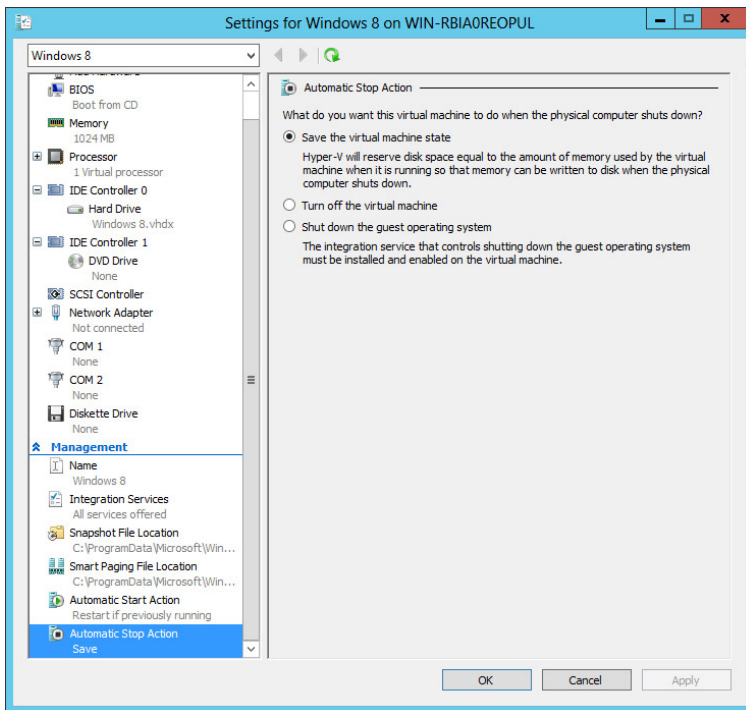 Settings for Windows 8 on WIN-RBIA0REOPUL
Windows 8
BIOS
Boot from CD
Memory
1024 MB
Processor
1 Virtual processor
IDE Controller 0
Hard Drive
Windows 8.vhdx
IDE Controller 1
DVD Drive
None
SCSI Controller
Network Adapter
Not connected
COM 1
None
COM 2
None
Diskette Drive
None
Management
Name
Windows 8
Integration Services
All services offered
Snapshot File Location
C:\ProgramData\Microsoft\Win...
Smart Paging File Location
C:\ProgramData\Microsoft\Win...
Automatic Start Action
Restart if previously running
Automatic Stop Action
Save
Automatic Stop Action
What do you want this virtual machine to do when the physical computer shuts down?
Save the virtual machine state
Hyper-V will reserve disk space equal to the amount of memory used by the virtual
machine when it is running so that memory can be written to disk when the physical
computer shuts down.
Turn off the virtual machine
Shut down the guest operating system
The integration service that controls shutting down the guest operating system
must be installed and enabled on the virtual machine.
OK
Cancel
Apply